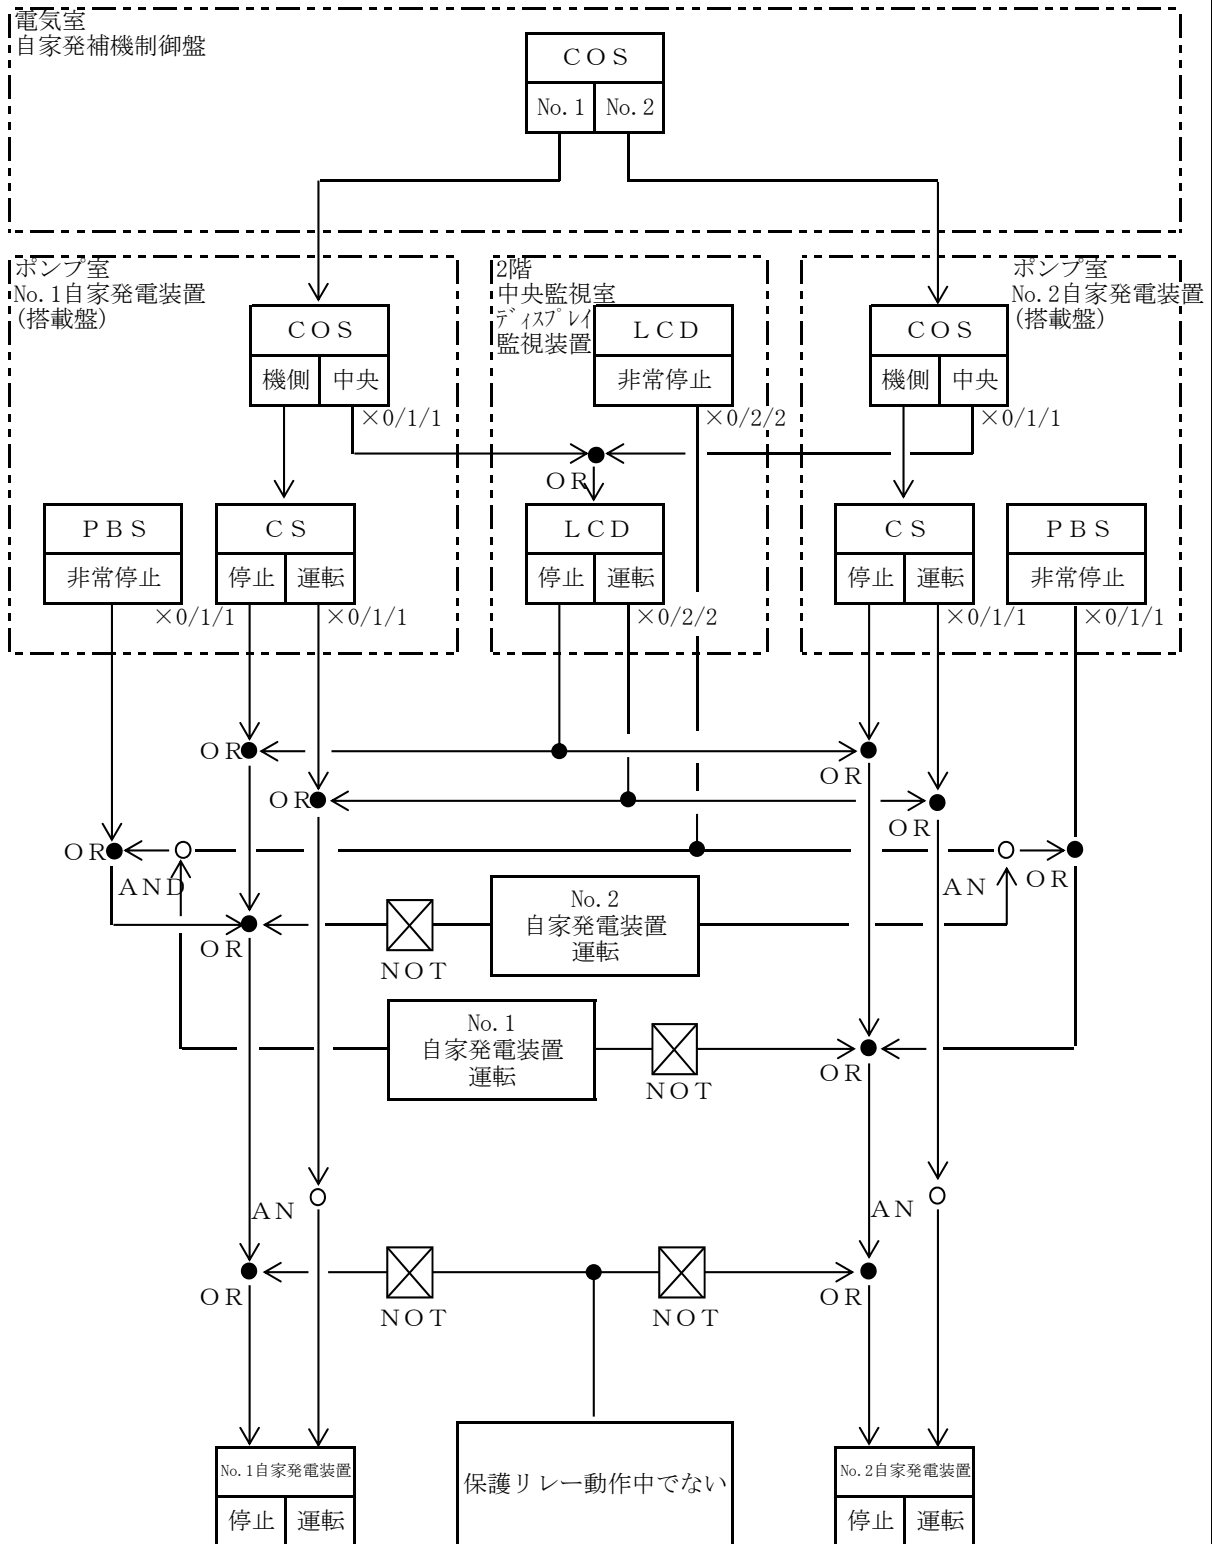 電気室
自家発補機制御盤
ＣＯＳ
No.1
No.2
ポンプ室
No.1自家発電装置
(搭載盤)
2階
中央監視室
ディスプレイ
監視装置
ポンプ室
No.2自家発電装置
(搭載盤)
ＣＯＳ
機側
中央
×0/1/1
ＬＣＤ
非常停止
×0/2/2
ＣＯＳ
機側
中央
×0/1/1
ＯＲ
ＰＢＳ
非常停止
×0/1/1
ＣＳ
停止
運転
×0/1/1
ＬＣＤ
停止
運転
×0/2/2
ＣＳ
停止
運転
×0/1/1
ＰＢＳ
非常停止
×0/1/1
ＯＲ
ＯＲ
ＯＲ
ＯＲ
ＯＲ
ＡＮＤ
ＡＮ
ＯＲ
No.2
自家発電装置
運転
ＯＲ
ＮＯＴ
No.1
自家発電装置
運転
ＮＯＴ
ＯＲ
ＡＮ
ＡＮ
ＯＲ
ＮＯＴ
ＮＯＴ
ＯＲ
No.1自家発電装置
停止
運転
保護リレー動作中でない
No.2自家発電装置
停止
運転